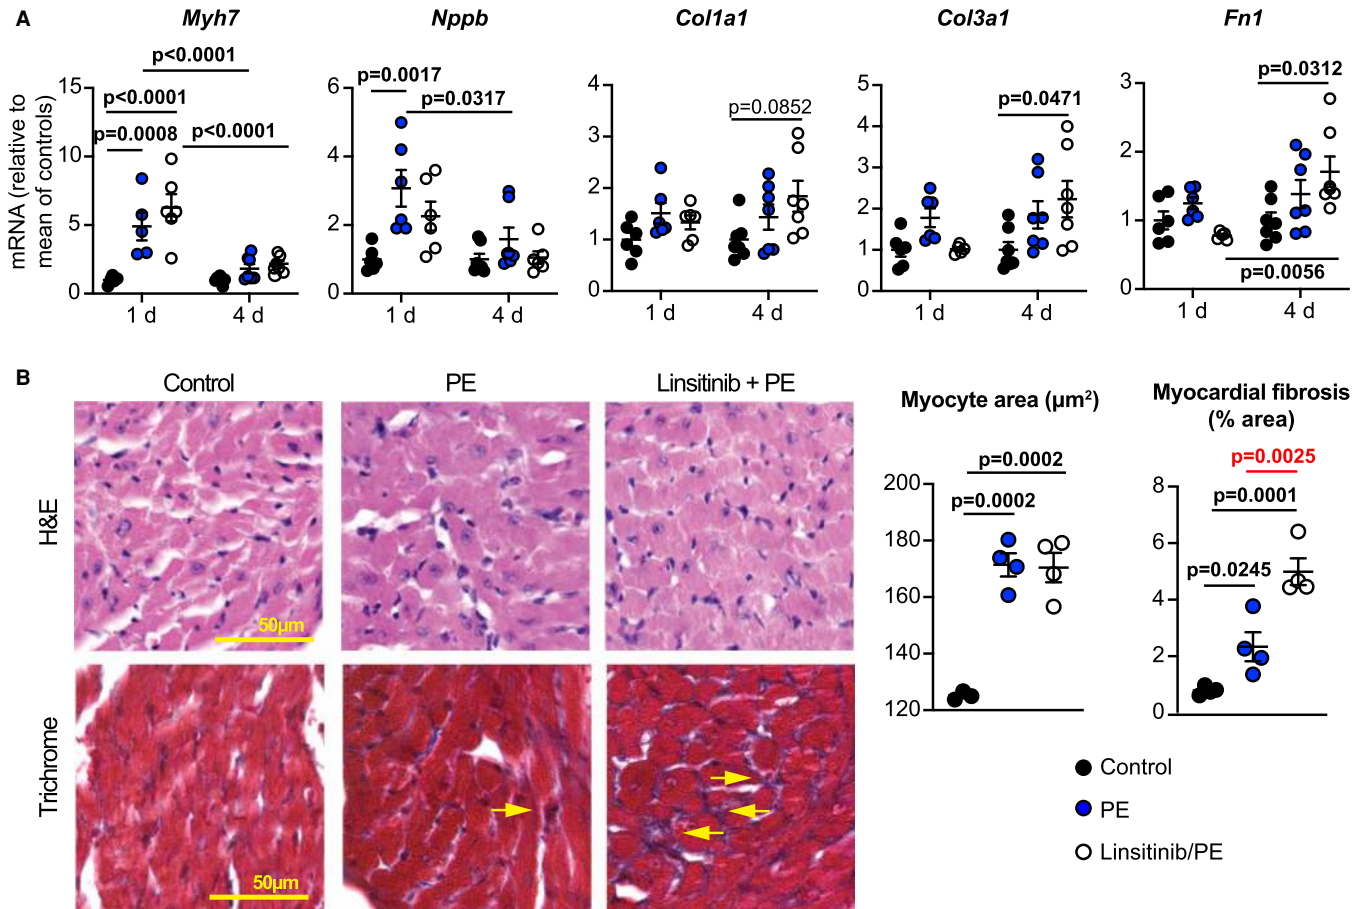 A
Myh7
Nppb
Col1a1
Col3a1
Fn1
mRNA (relative to
mean of controls)
15
10
5
0
p<0.0001
p<0.0001
p=0.0008
p<0.0001
1 d
4 d
6
4
2
0
p=0.0017
p=0.0317
1 d
4 d
4
3
2
1
0
p=0.0852
1 d
4 d
5
4
3
2
1
0
p=0.0471
1 d
4 d
3
2
1
0
p=0.0312
p=0.0056
1 d
4 d
B
Control
PE
Linsitinib + PE
H&E
50µm
Trichrome
50µm
Myocyte area (µm²)
p=0.0002
p=0.0002
200
180
160
140
120
Myocardial fibrosis
(% area)
p=0.0025
p=0.0001
p=0.0245
8
6
4
2
0
Control
PE
Linsitinib/PE